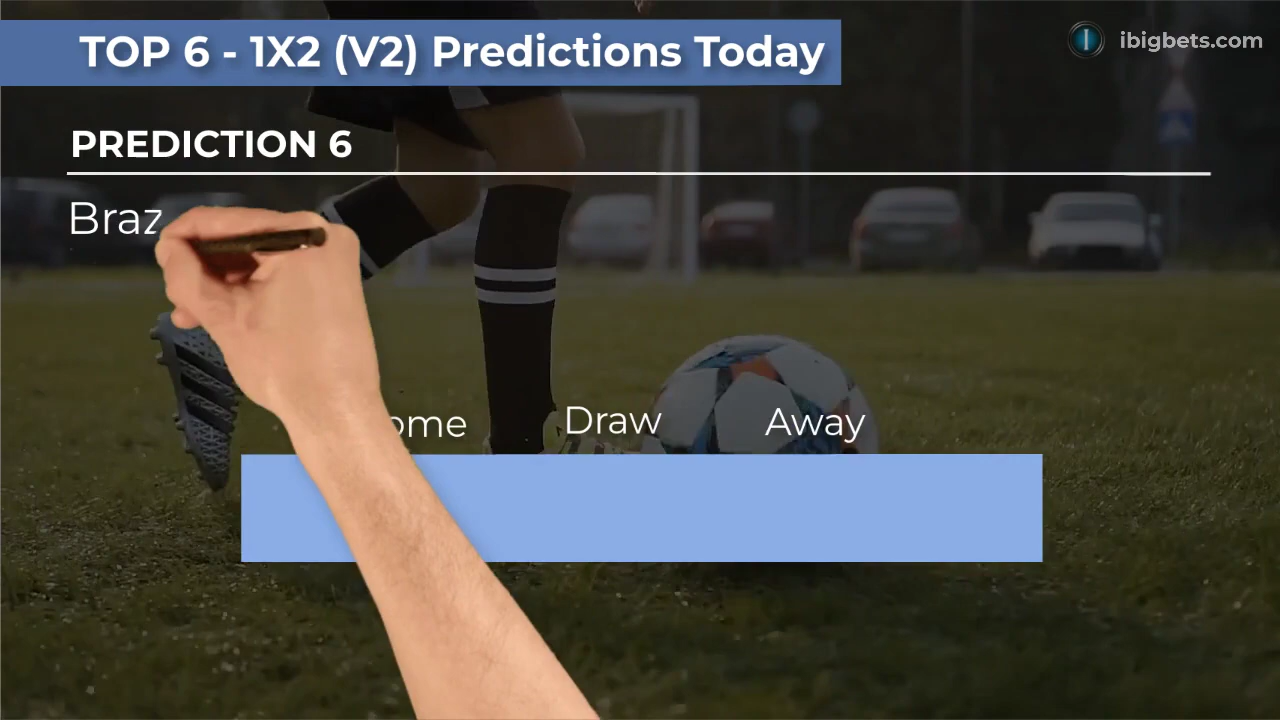 TOP 6 - 1X2 (V2) Predictions Today
ibigbets.com
PREDICTION 6
Braz
ome Draw Away